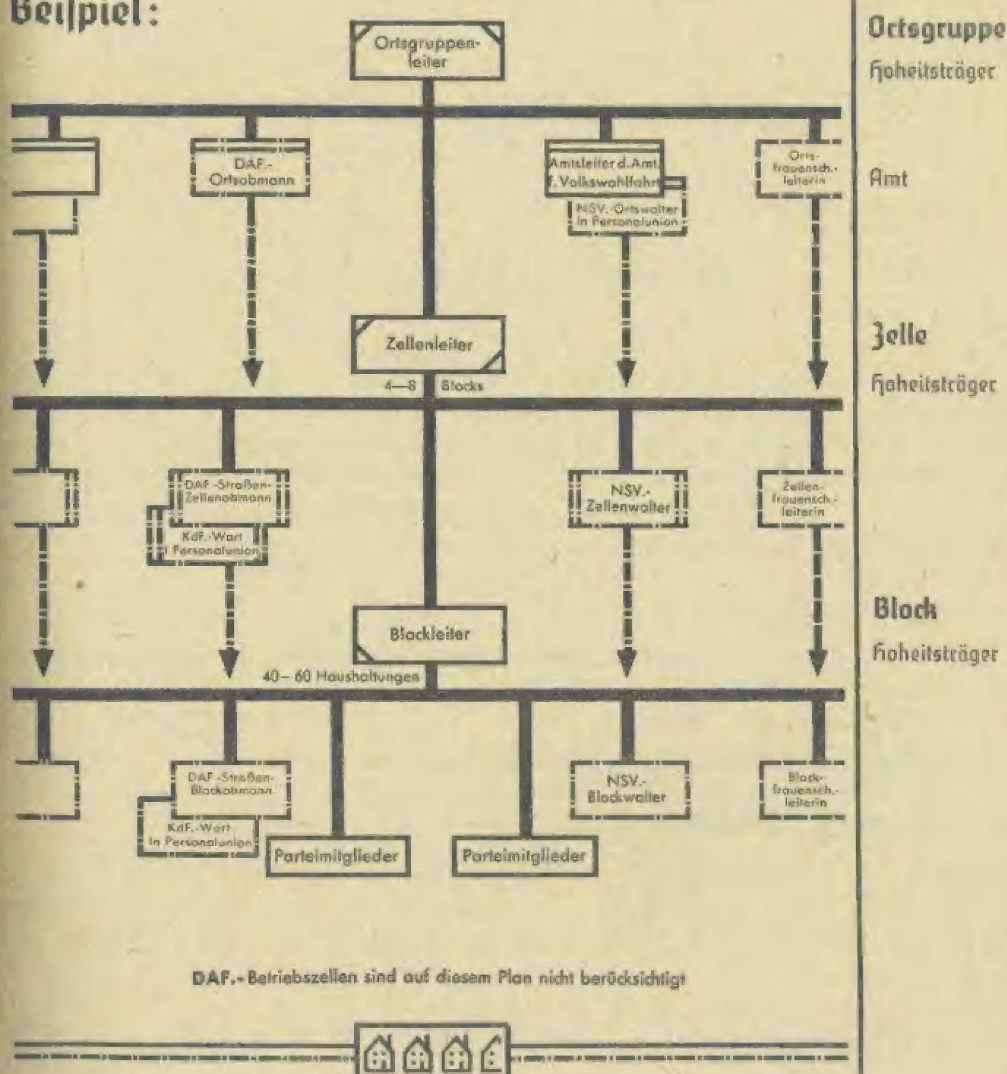 Beispiel:
Ortsgruppe
Hoheitsträger
Ortsgruppen-
leiter
DAF.-
Ortsobmann
Amtsleiter d. Amt.
f. Volkswohlfahrt
NSV.-Ortswalter
in Personalunion
Orts-
frauensch.-
leiterin
Amt
Zellenleiter
4—8 Blocks
Zelle
Hoheitsträger
DAF.-Straßen-
Zellenobmann
KdF.-Wart
i Personalunion
NSV.-
Zellenwalter
Zellen-
frauensch.-
leiterin
Blockleiter
40—60 Haushaltungen
Block
Hoheitsträger
DAF.-Straßen-
Blockobmann
KdF.-Wart
in Personalunion
Parteimitglieder
Parteimitglieder
NSV.-
Blockwalter
Block-
frauensch.-
leiterin
DAF.-Betriebszellen sind auf diesem Plan nicht berücksichtigt